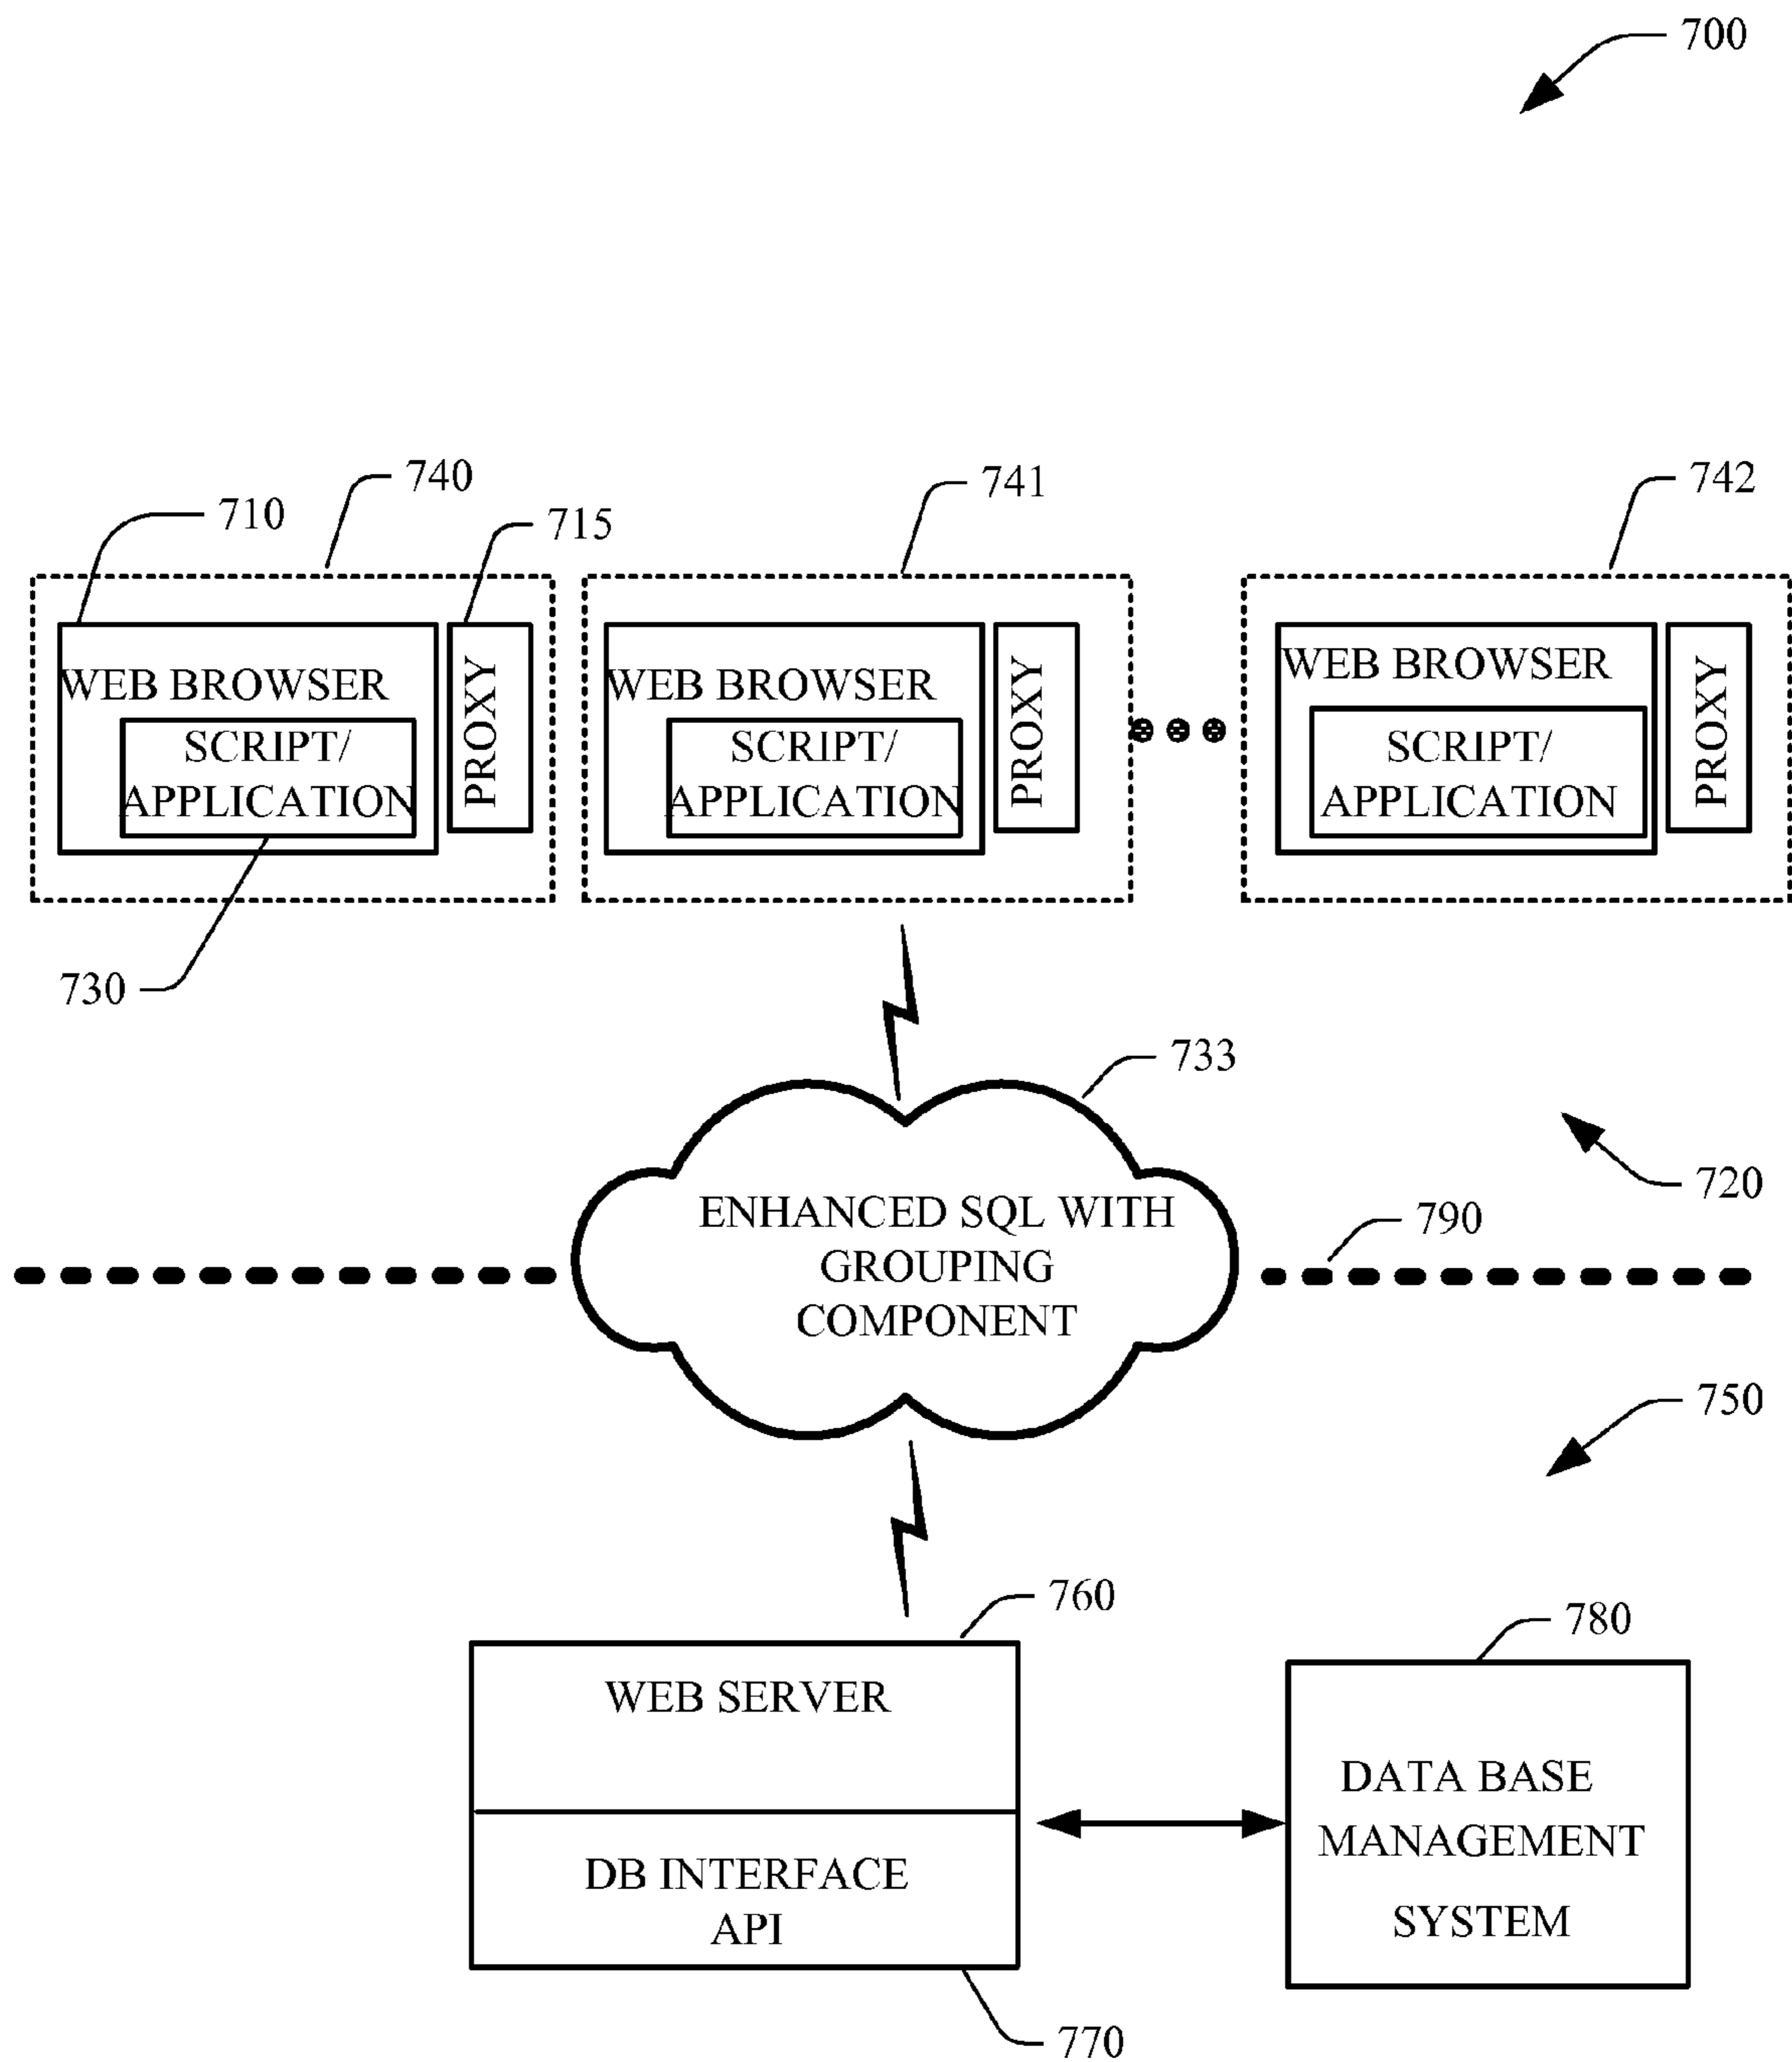 700
740
741
742
710
715
WEB BROWSER
SCRIPT/
APPLICATION
PROXY
WEB BROWSER
SCRIPT/
APPLICATION
PROXY
WEB BROWSER
SCRIPT/
APPLICATION
PROXY
730
733
ENHANCED SQL WITH
GROUPING
COMPONENT
720
790
750
760
780
WEB SERVER
DB INTERFACE
API
DATA BASE
MANAGEMENT
SYSTEM
770